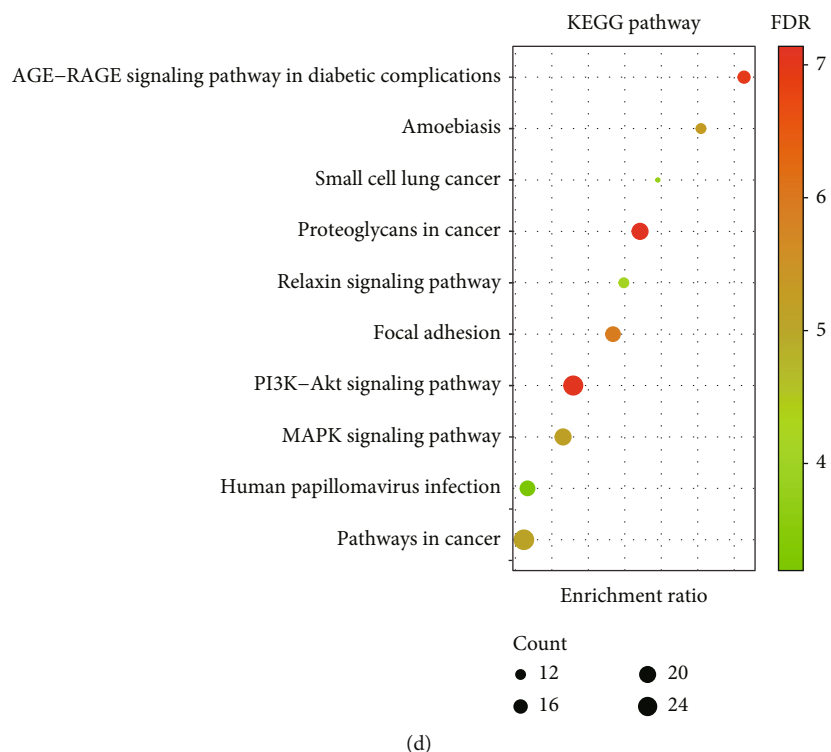 KEGG pathway
FDR
AGE−RAGE signaling pathway in diabetic complications
Amoebiasis
Small cell lung cancer
Proteoglycans in cancer
Relaxin signaling pathway
Focal adhesion
PI3K−Akt signaling pathway
MAPK signaling pathway
Human papillomavirus infection
Pathways in cancer
7
6
5
4
Enrichment ratio
Count
12 20
16 24
(d)